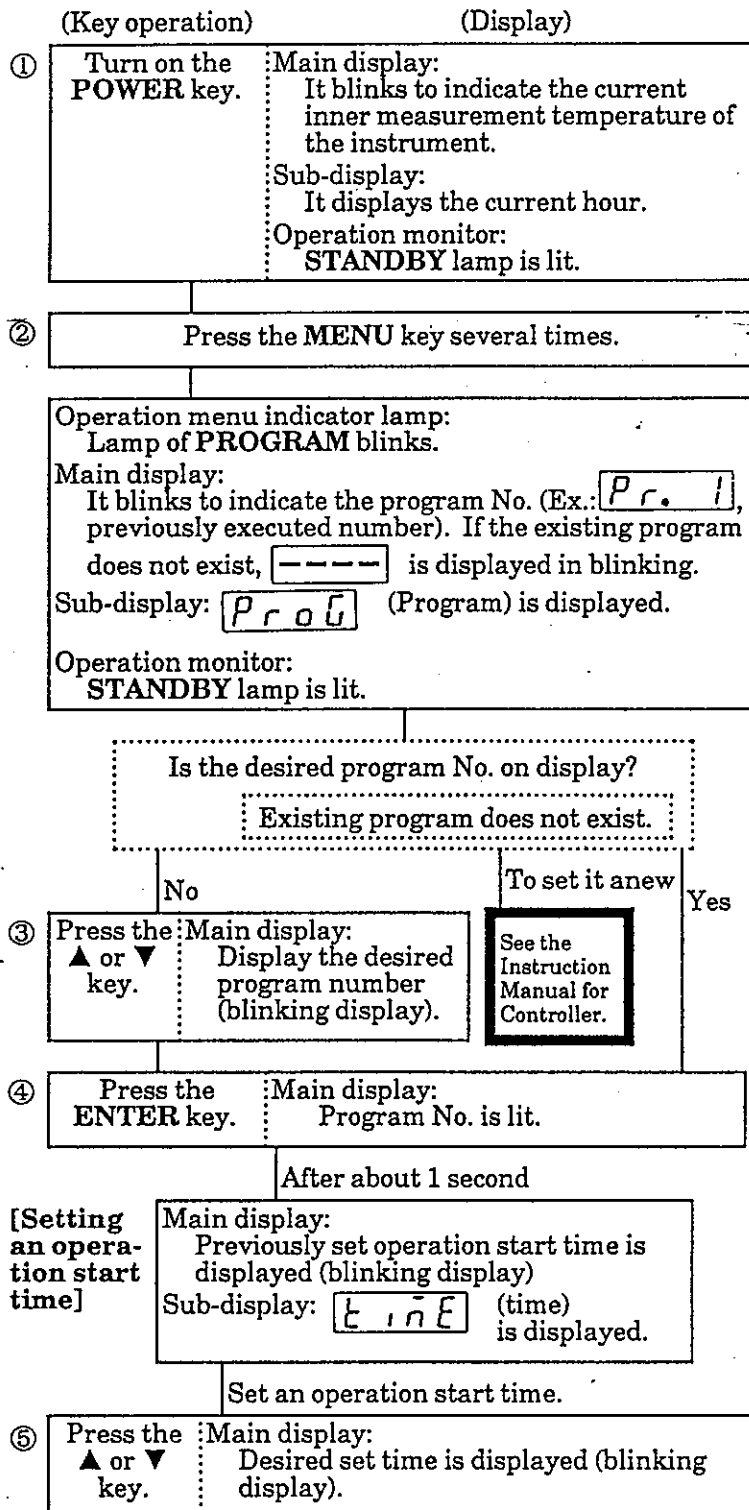 (Key operation) (Display)
① Turn on the Main display:
POWER key. It blinks to indicate the current
inner measurement temperature of
the instrument.
Sub-display:
It displays the current hour.
Operation monitor:
STANDBY lamp is lit.
② Press the MENU key several times.
Operation menu indicator lamp:
Lamp of PROGRAM blinks.
Main display:
It blinks to indicate the program No. (Ex.: Pr. 1,
previously executed number). If the existing program
does not exist, ---- is displayed in blinking.
Sub-display: ProG (Program) is displayed.
Operation monitor:
STANDBY lamp is lit.
Is the desired program No. on display?
Existing program does not exist.
No
To set it anew
Yes
③ Press the Main display:
▲ or ▼ Display the desired
key. program number
(blinking display).
See the
Instruction
Manual for
Controller.
④ Press the Main display:
ENTER key. Program No. is lit.
After about 1 second
[Setting
an opera-
tion start
time]
Main display:
Previously set operation start time is
displayed (blinking display)
Sub-display: tinE (time)
is displayed.
Set an operation start time.
⑤ Press the Main display:
▲ or ▼ Desired set time is displayed (blinking
key. display).